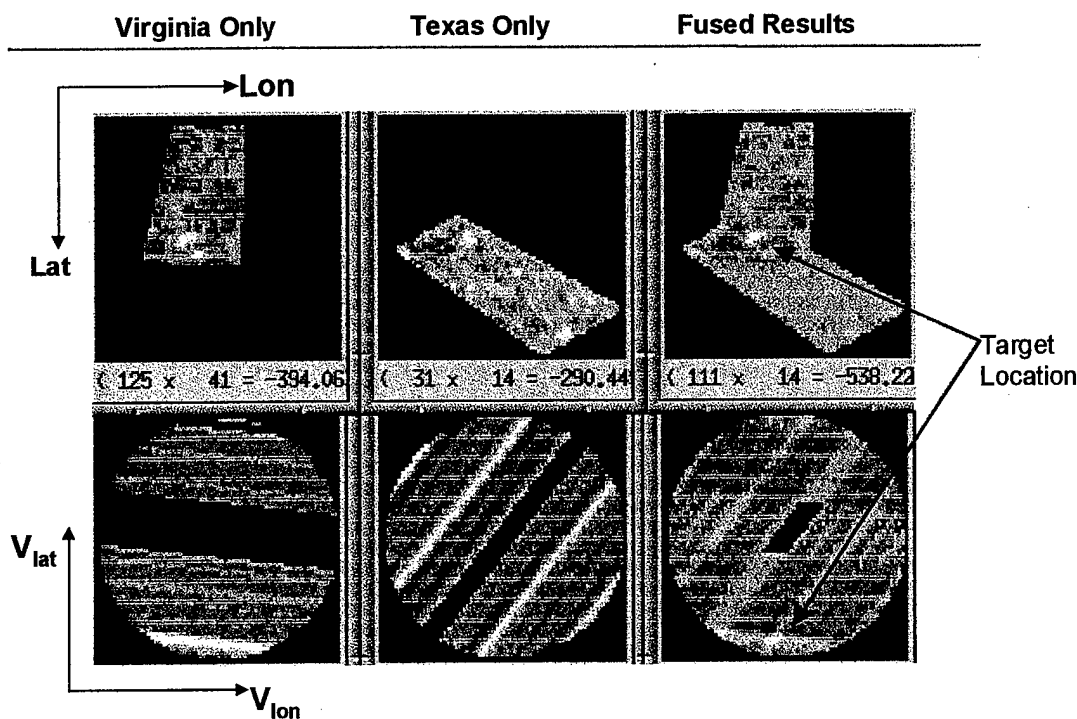 Virginia Only Texas Only Fused Results
Lon
Lat
( 125 x 41 = -394.06
( 31 x 14 = -290.44
( 111 x 14 = -538.22
Target
Location
Vlat
Vlon